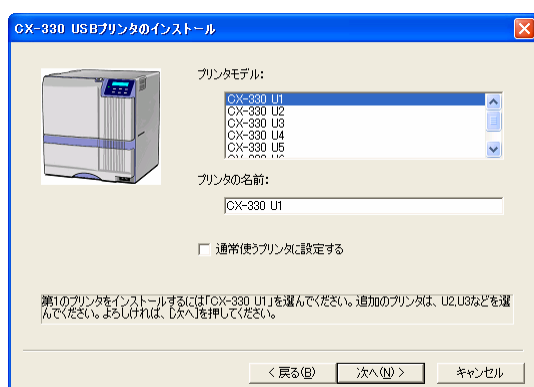 CX-330 USBプリンタのインストール
プリンタモデル:
CX-330 U1
CX-330 U2
CX-330 U3
CX-330 U4
CX-330 U5
プリンタの名前:
CX-330 U1
通常使うプリンタに設定する
第1のプリンタをインストールするには「CX-330 U1」を選んでください。追加のプリンタは、U2,U3などを選
んでください。よろしければ、[次へ]を押してください。
< 戻る(B)
次へ(N) >
キャンセル